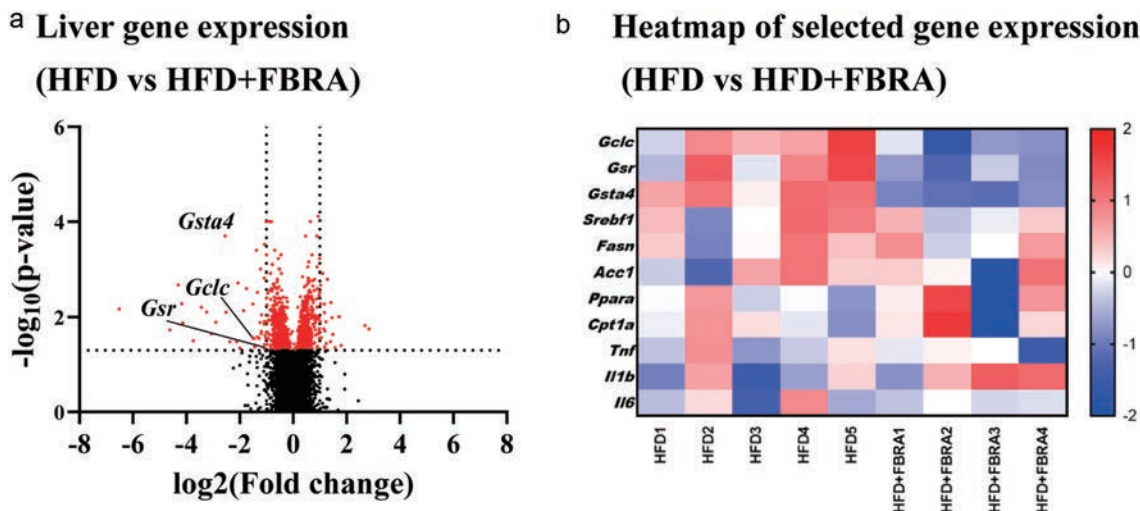 a Liver gene expression
(HFD vs HFD+FBRA)
6
4
2
0
-log10(p-value)
Gsta4
Gclc
Gsr
-8 -6 -4 -2 0 2 4 6 8
log2(Fold change)
b Heatmap of selected gene expression
(HFD vs HFD+FBRA)
Gclc
Gsr
Gsta4
Srebf1
Fasn
Acc1
Ppara
Cpt1a
Tnf
Il1b
Il6
HFD1 HFD2 HFD3 HFD4 HFD5 HFD+FBRA1 HFD+FBRA2 HFD+FBRA3 HFD+FBRA4
2
1
0
-1
-2